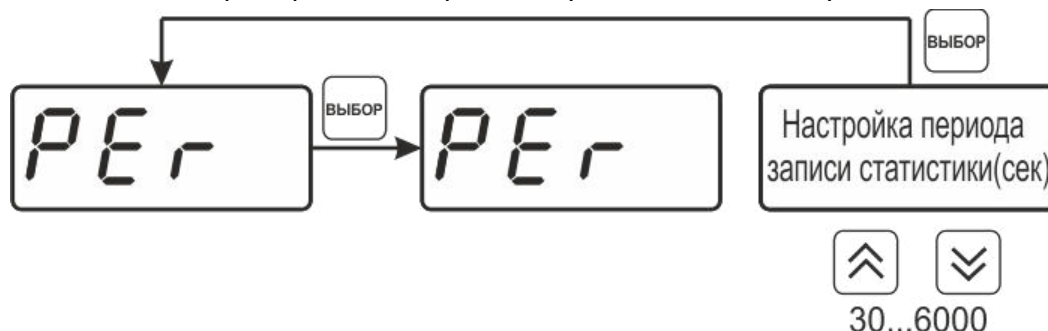 ВЫБОР
PEr
ВЫБОР
PEr
Настройка периода
записи статистики(сек)
30...6000